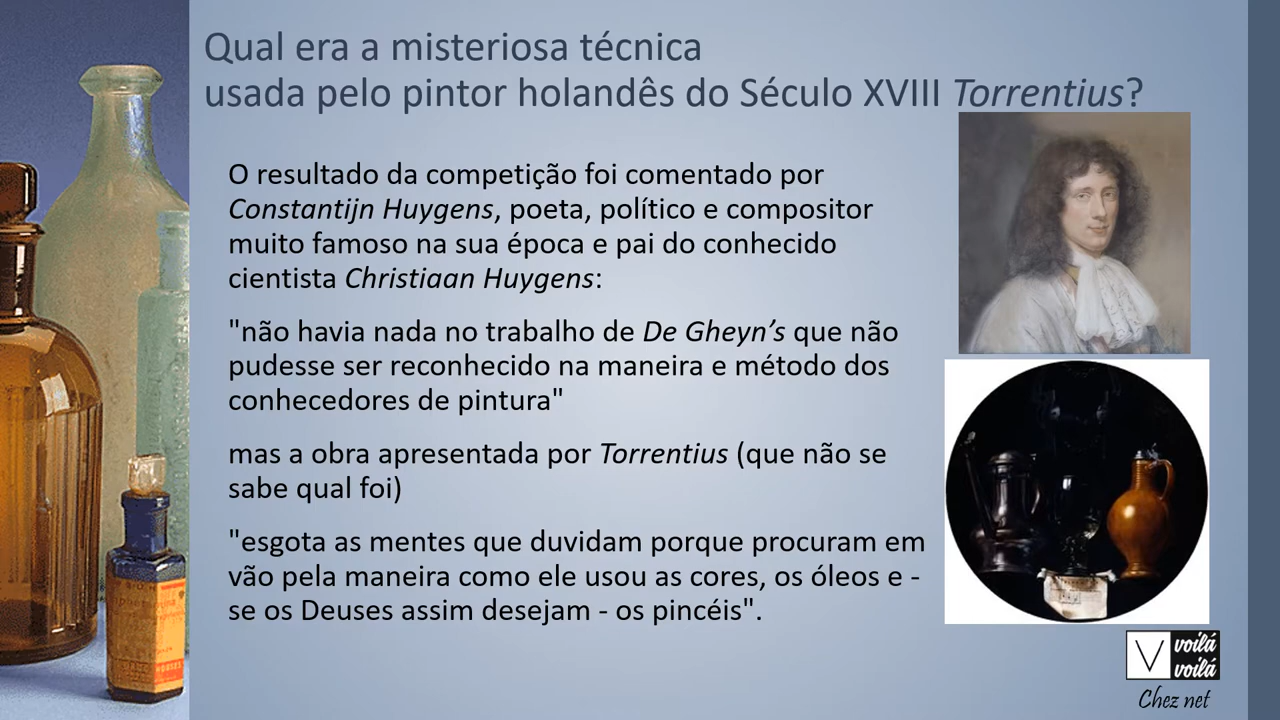 Qual era a misteriosa técnica
usada pelo pintor holandês do Século XVIII Torrentius?
O resultado da competição foi comentado por
Constantijn Huygens, poeta, político e compositor
muito famoso na sua época e pai do conhecido
cientista Christiaan Huygens:
"não havia nada no trabalho de De Gheyn’s que não
pudesse ser reconhecido na maneira e método dos
conhecedores de pintura"
mas a obra apresentada por Torrentius (que não se
sabe qual foi)
"esgota as mentes que duvidam porque procuram em
vão pela maneira como ele usou as cores, os óleos e -
se os Deuses assim desejam - os pincéis".
V voilá
voilá
Chez net